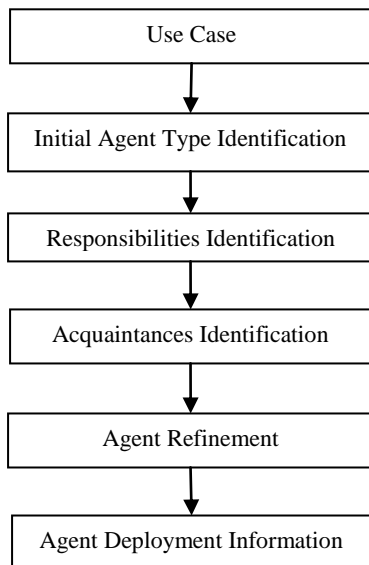 Use Case
Initial Agent Type Identification
Responsibilities Identification
Acquaintances Identification
Agent Refinement
Agent Deployment Information